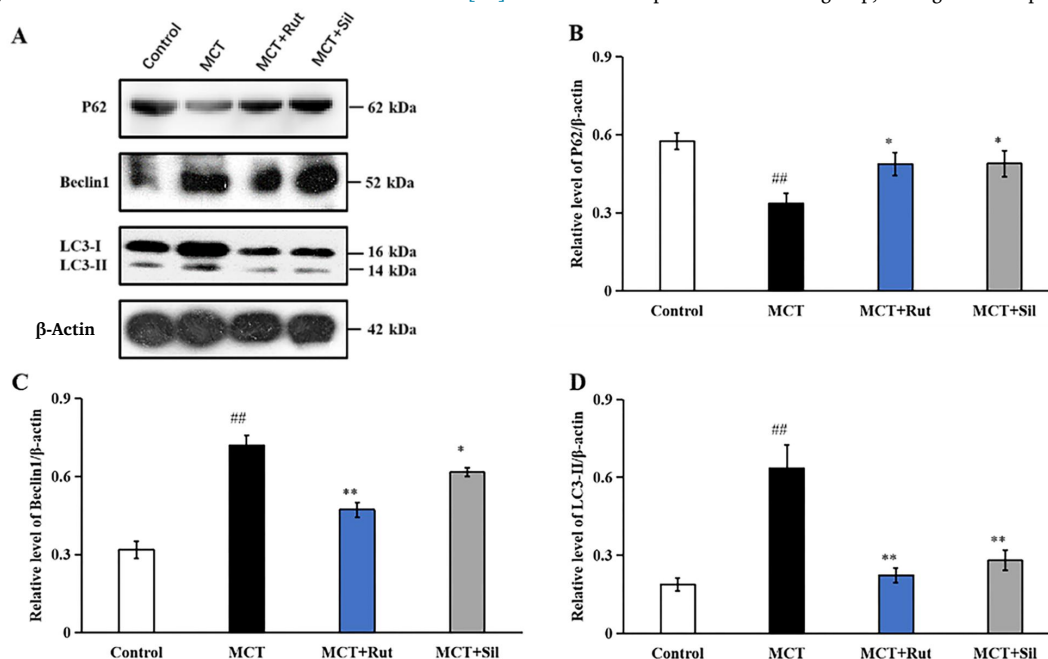 A
Control
MCT
MCT+Rut
MCT+Sil
P62
62 kDa
Beclin1
52 kDa
LC3-I
16 kDa
LC3-II
14 kDa
β-Actin
42 kDa
B
Relative level of P62/β-actin
0.9
0.6
0.3
0
##
*
*
Control
MCT
MCT+Rut
MCT+Sil
C
Relative level of Beclin1/β-actin
0.9
0.6
0.3
0
##
**
*
Control
MCT
MCT+Rut
MCT+Sil
D
Relative level of LC3-II/β-actin
0.9
0.6
0.3
0
##
**
**
Control
MCT
MCT+Rut
MCT+Sil